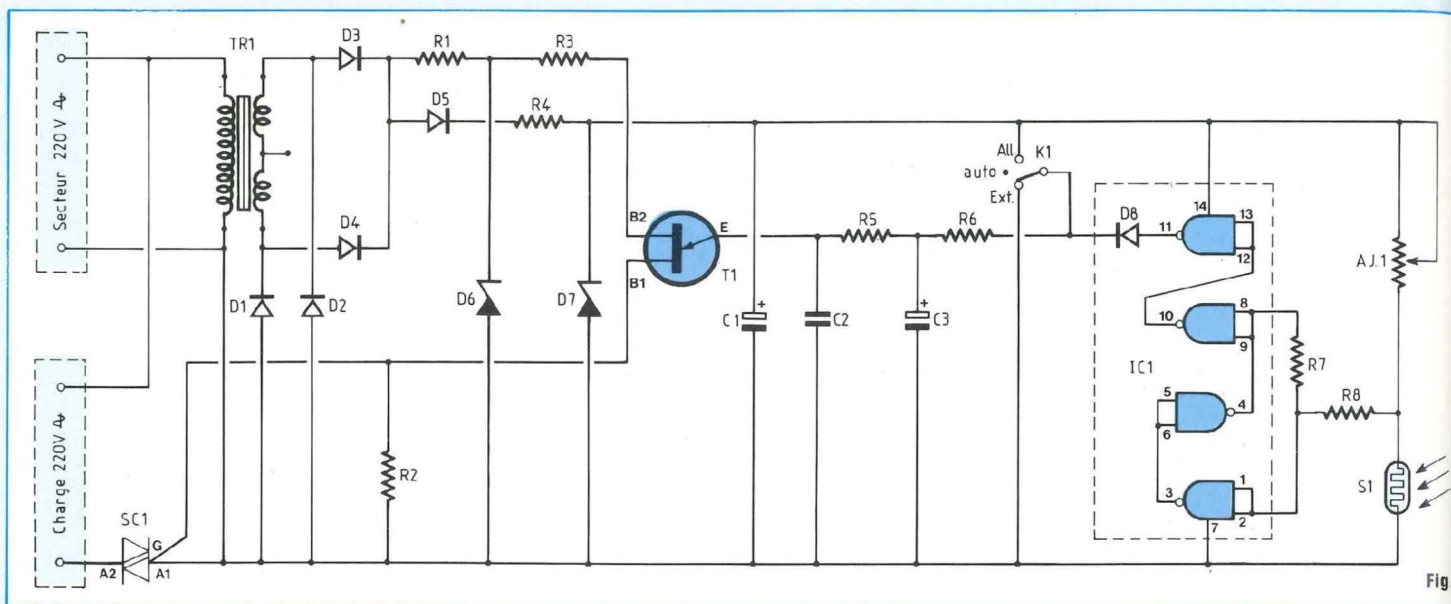 Secteur 220 V
Charge 220V
TR1
D3
R1
R3
D5
R4
D4
D1
D2
D6
D7
B2
B1
E
T1
R2
SC1
G
A2
A1
C1
+
C2
R5
C3
+
R6
All
auto
Ext.
K1
D8
IC1
14
11
13
12
10
8
9
5
6
4
3
1
2
7
R7
R8
A.J.1
S1
Fig